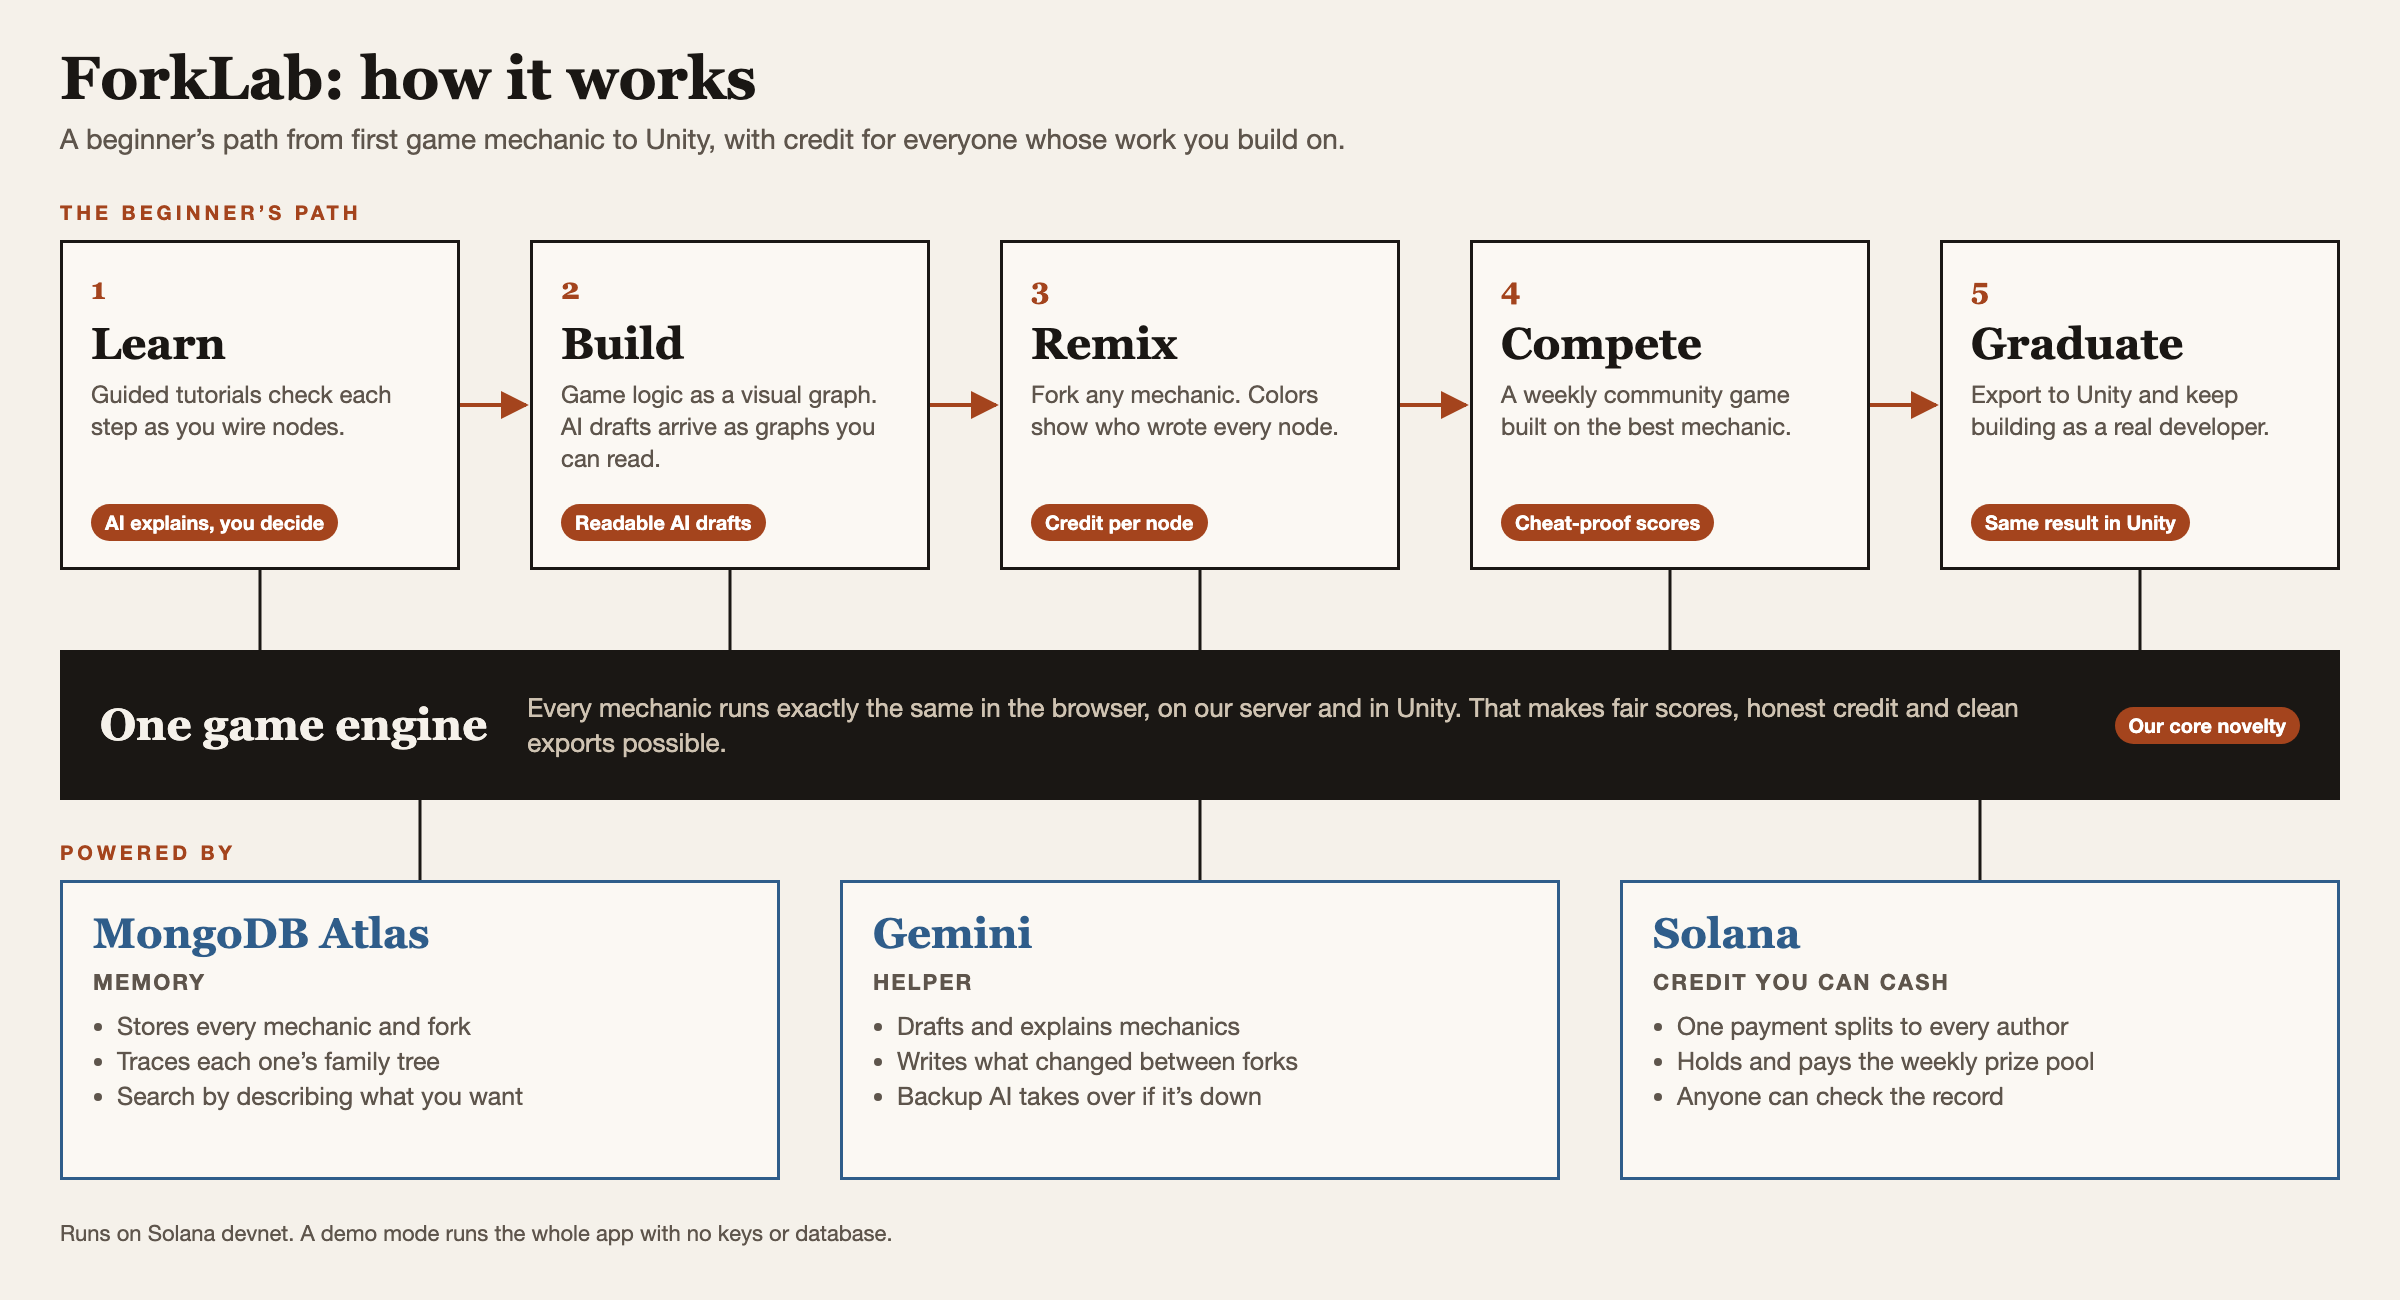 ForkLab: how it works
A beginner’s path from first game mechanic to Unity, with credit for everyone whose work you build on.
THE BEGINNER’S PATH
1
Learn
Guided tutorials check each
step as you wire nodes.
AI explains, you decide
2
Build
Game logic as a visual graph.
AI drafts arrive as graphs you
can read.
Readable AI drafts
3
Remix
Fork any mechanic. Colors
show who wrote every node.
Credit per node
4
Compete
A weekly community game
built on the best mechanic.
Cheat-proof scores
5
Graduate
Export to Unity and keep
building as a real developer.
Same result in Unity
One game engine
Every mechanic runs exactly the same in the browser, on our server and in Unity. That makes fair scores, honest credit and clean
exports possible.
Our core novelty
POWERED BY
MongoDB Atlas
MEMORY
• Stores every mechanic and fork
• Traces each one’s family tree
• Search by describing what you want
Gemini
HELPER
• Drafts and explains mechanics
• Writes what changed between forks
• Backup AI takes over if it’s down
Solana
CREDIT YOU CAN CASH
• One payment splits to every author
• Holds and pays the weekly prize pool
• Anyone can check the record
Runs on Solana devnet. A demo mode runs the whole app with no keys or database.